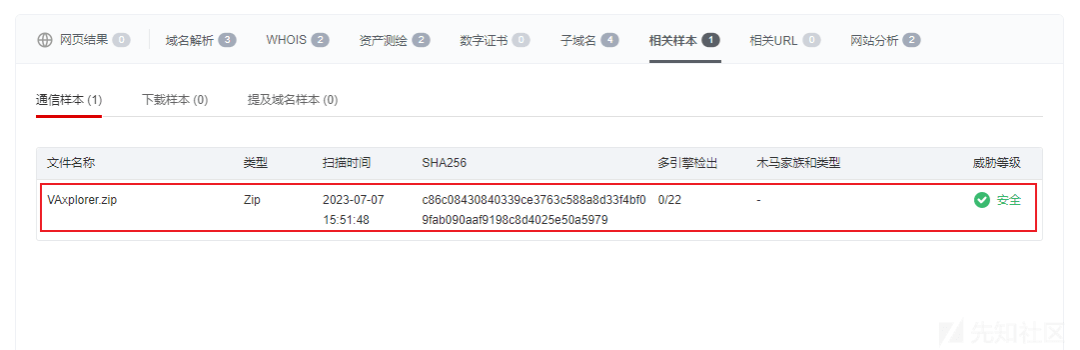 网页结果 0 域名解析 3 WHOIS 2 资产测绘 2 数字证书 0 子域名 4 相关样本 1 相关URL 0 网站分析 2
通信样本 (1) 下载样本 (0) 提及域名样本 (0)
文件名称 类型 扫描时间 SHA256 多引擎检出 木马家族和类型 威胁等级
VAxplorer.zip Zip 2023-07-07 c86c08430840339ce3763c588a8d33f4bf0 0/22 - 安全
15:51:48 9fab090aaf9198c8d4025e50a5979
先知社区